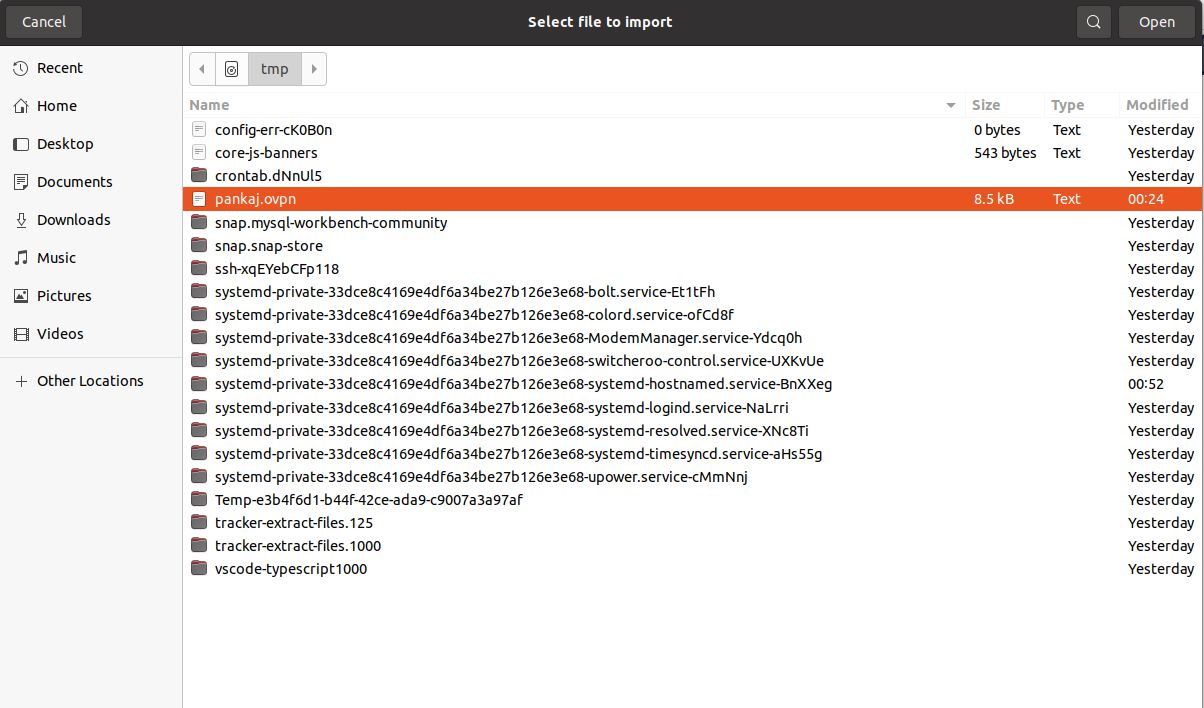 Cancel Select file to import Open
Recent
Home
Desktop
Documents
Downloads
Music
Pictures
Videos
Other Locations
tmp
Name Size Type Modified
config-err-cK0B0n 0 bytes Text Yesterday
core-js-banners 543 bytes Text Yesterday
crontab.dNnUl5 Yesterday
pankaj.ovpn 8.5 kB Text 00:24
snap.mysql-workbench-community Yesterday
snap.snap-store Yesterday
ssh-xqEYebCFp118 Yesterday
systemd-private-33dce8c4169e4df6a34be27b126e3e68-bolt.service-Et1tFh Yesterday
systemd-private-33dce8c4169e4df6a34be27b126e3e68-colord.service-ofCd8f Yesterday
systemd-private-33dce8c4169e4df6a34be27b126e3e68-ModemManager.service-Ydcq0h Yesterday
systemd-private-33dce8c4169e4df6a34be27b126e3e68-switcheroo-control.service-UXKvUe Yesterday
systemd-private-33dce8c4169e4df6a34be27b126e3e68-systemd-hostnamed.service-BnXXeg 00:52
systemd-private-33dce8c4169e4df6a34be27b126e3e68-systemd-logind.service-NaLrri Yesterday
systemd-private-33dce8c4169e4df6a34be27b126e3e68-systemd-resolved.service-XNc8Ti Yesterday
systemd-private-33dce8c4169e4df6a34be27b126e3e68-systemd-timesyncd.service-aHs55g Yesterday
systemd-private-33dce8c4169e4df6a34be27b126e3e68-upower.service-cMmNnj Yesterday
Temp-e3b4f6d1-b44f-42ce-ada9-c9007a3a97af Yesterday
tracker-extract-files.125 Yesterday
tracker-extract-files.1000 Yesterday
vscode-typescript1000 Yesterday